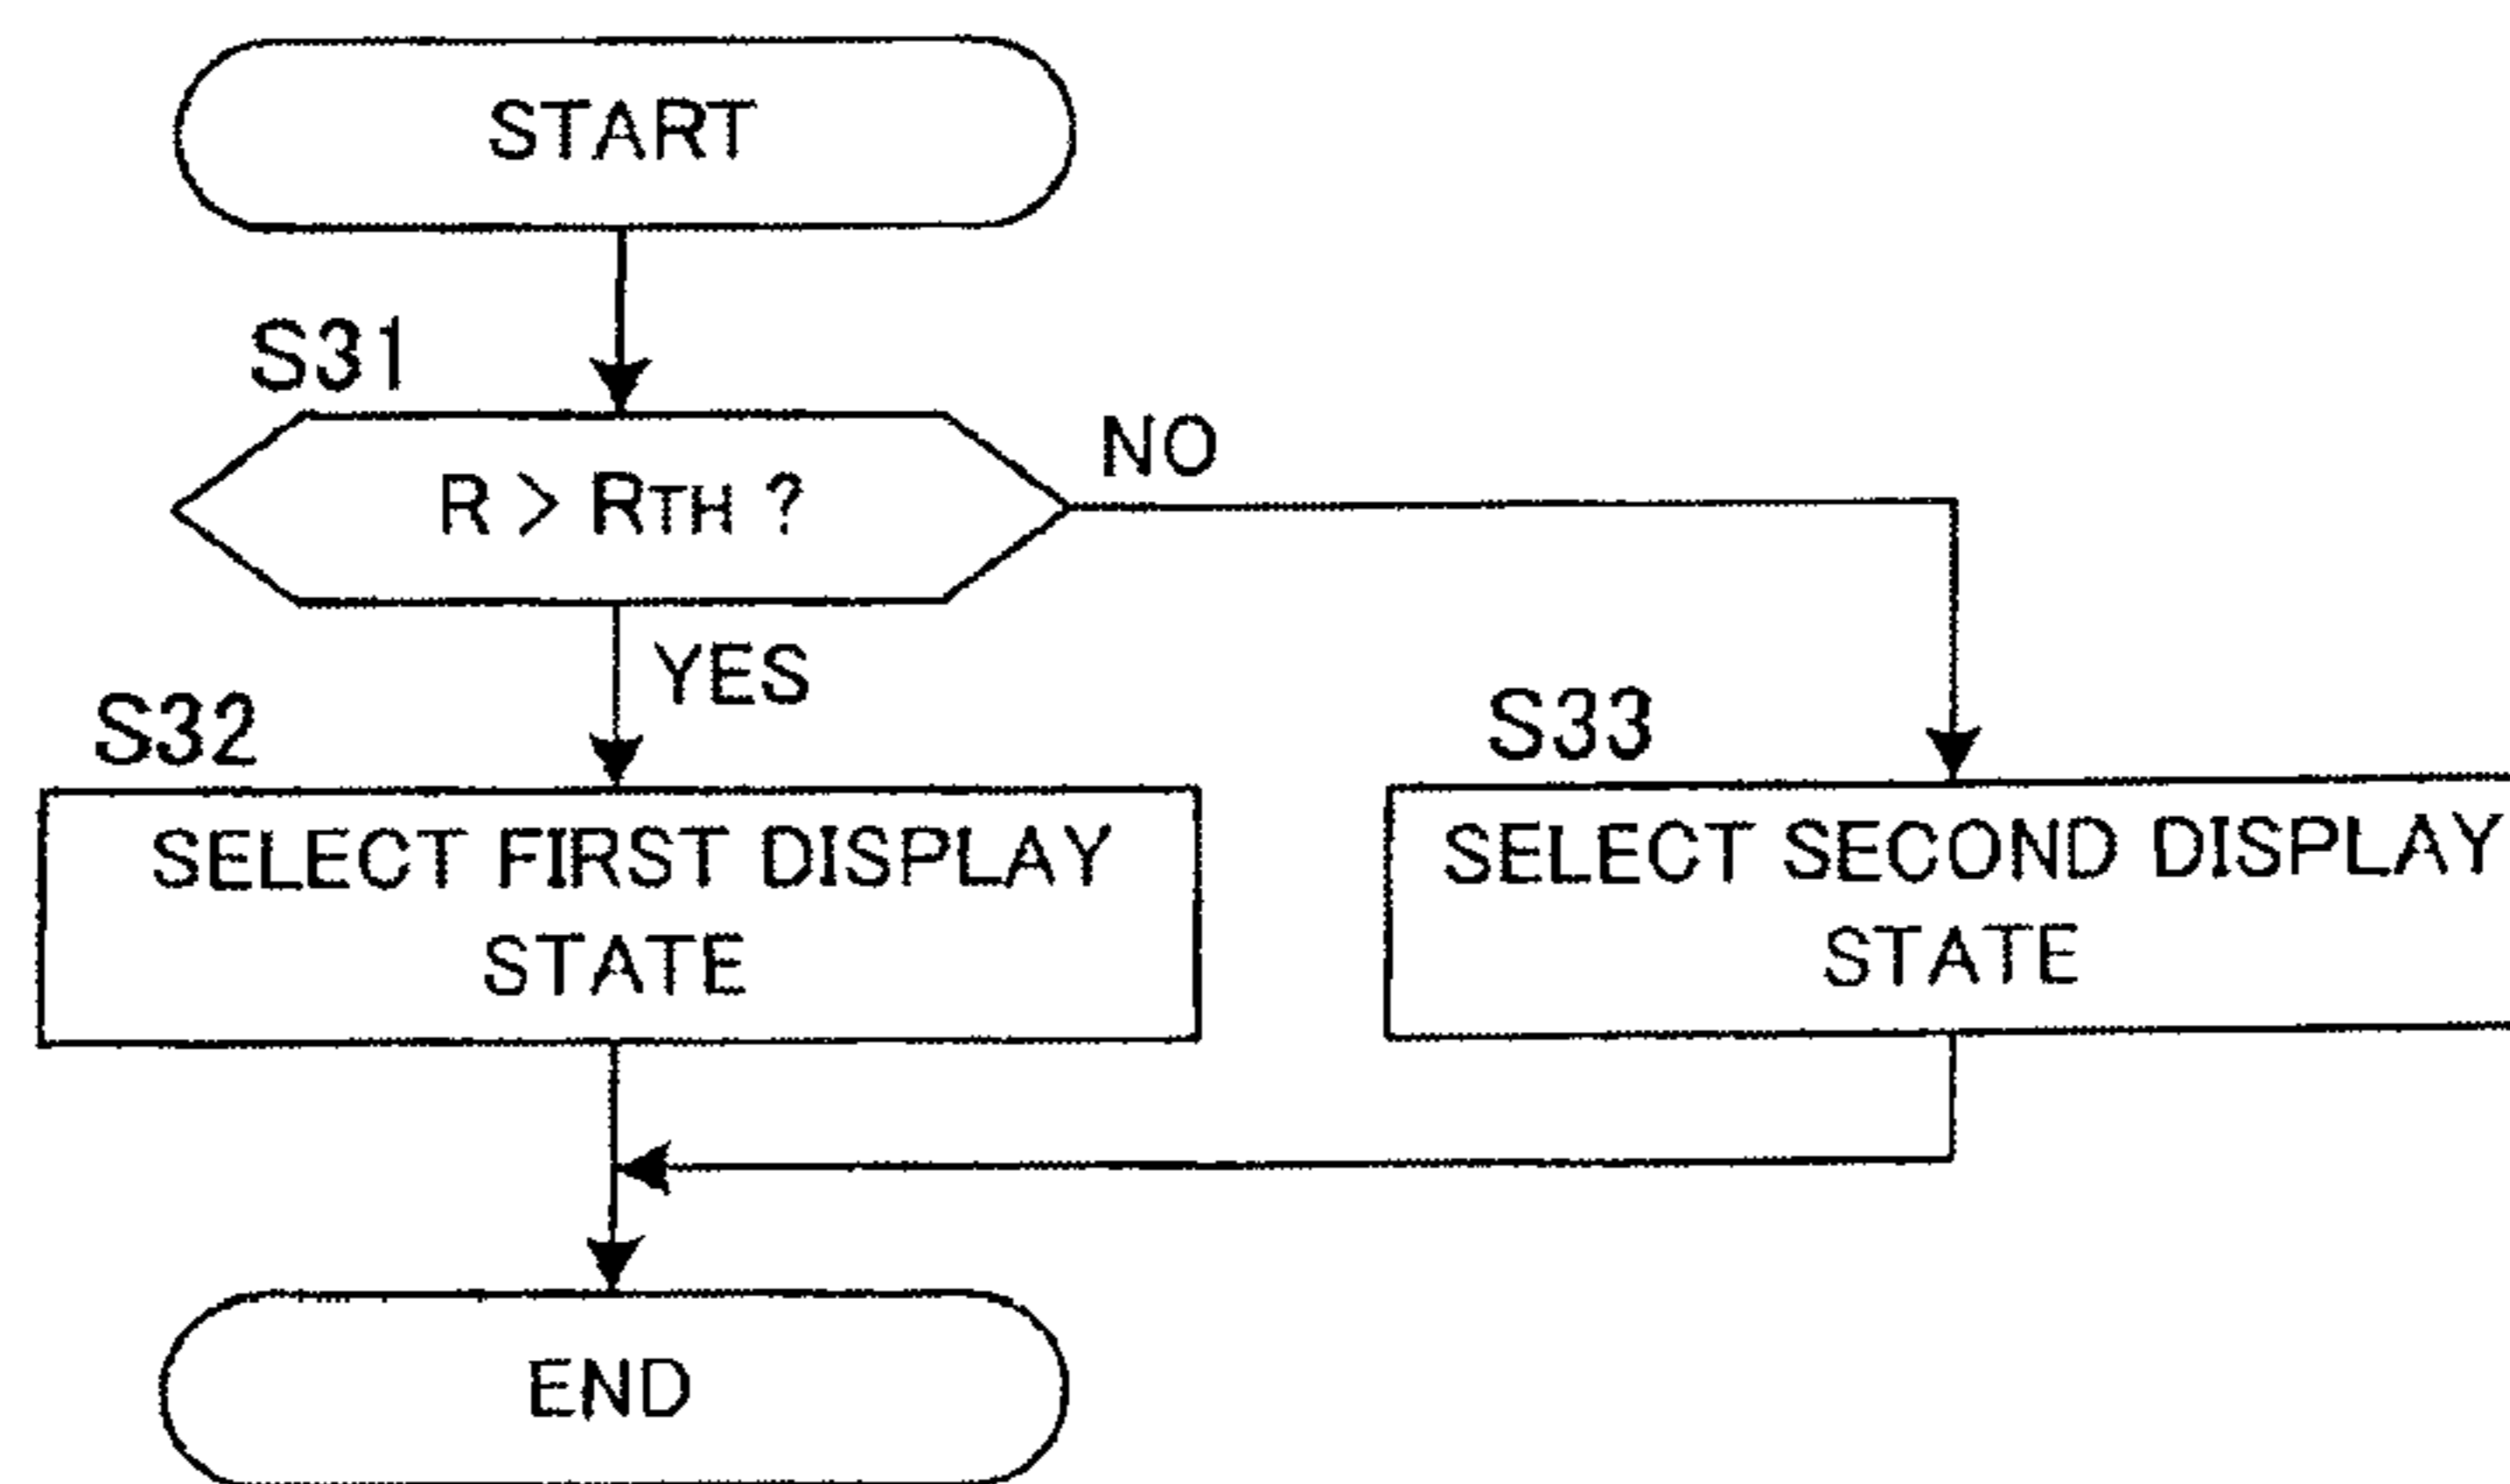 START
S31
R > RTH ?
NO
YES
S32
SELECT FIRST DISPLAY
STATE
S33
SELECT SECOND DISPLAY
STATE
END